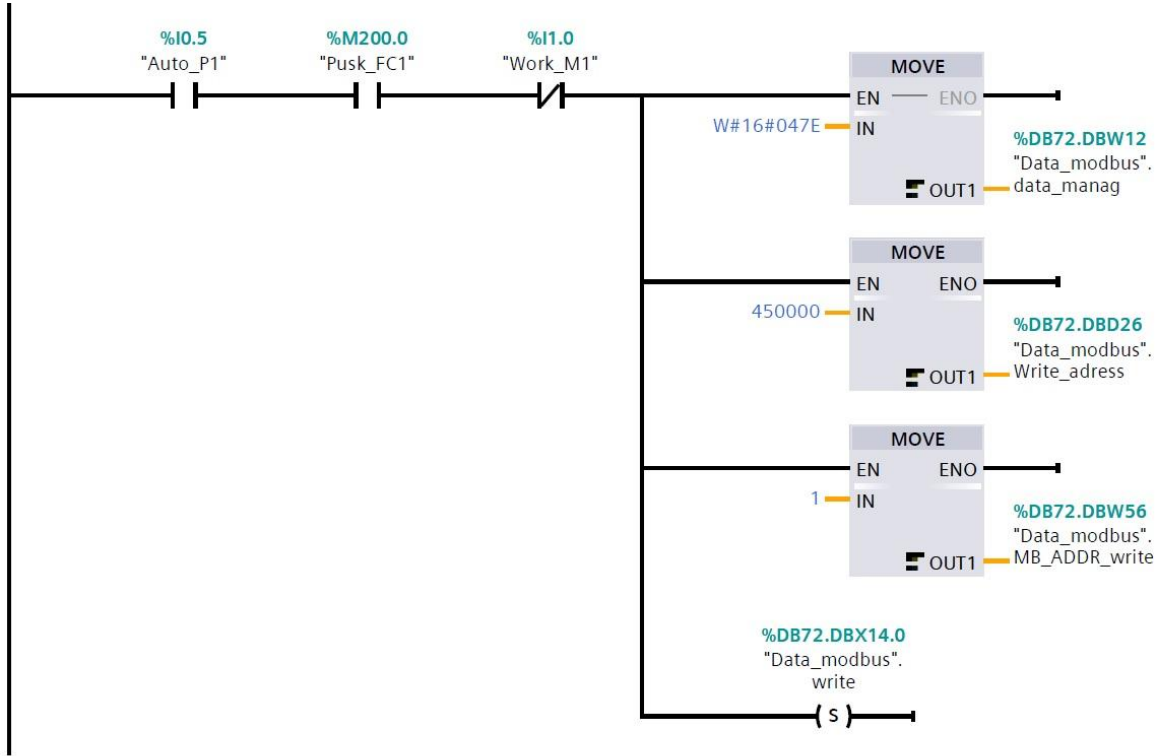 %I0.5
"Auto_P1"
%M200.0
"Pusk_FC1"
%I1.0
"Work_M1"
MOVE
EN
ENO
W#16#047E
IN
%DB72.DBW12
"Data_modbus".
data_manag
OUT1
MOVE
EN
ENO
450000
IN
%DB72.DBD26
"Data_modbus".
Write_adress
OUT1
MOVE
EN
ENO
1
IN
%DB72.DBW56
"Data_modbus".
MB_ADDR_write
OUT1
%DB72.DBX14.0
"Data_modbus".
write
S